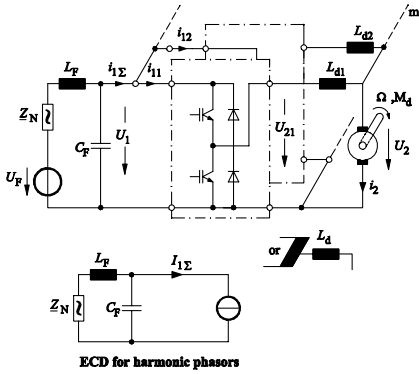 m
i12
Ld2
LF
i1Σ
i11
Ld1
Ω,Md
ZN
CF
U1
U21
U2
UF
i2
or
Ld
LF
I1Σ
ZN
CF
ECD for harmonic phasors